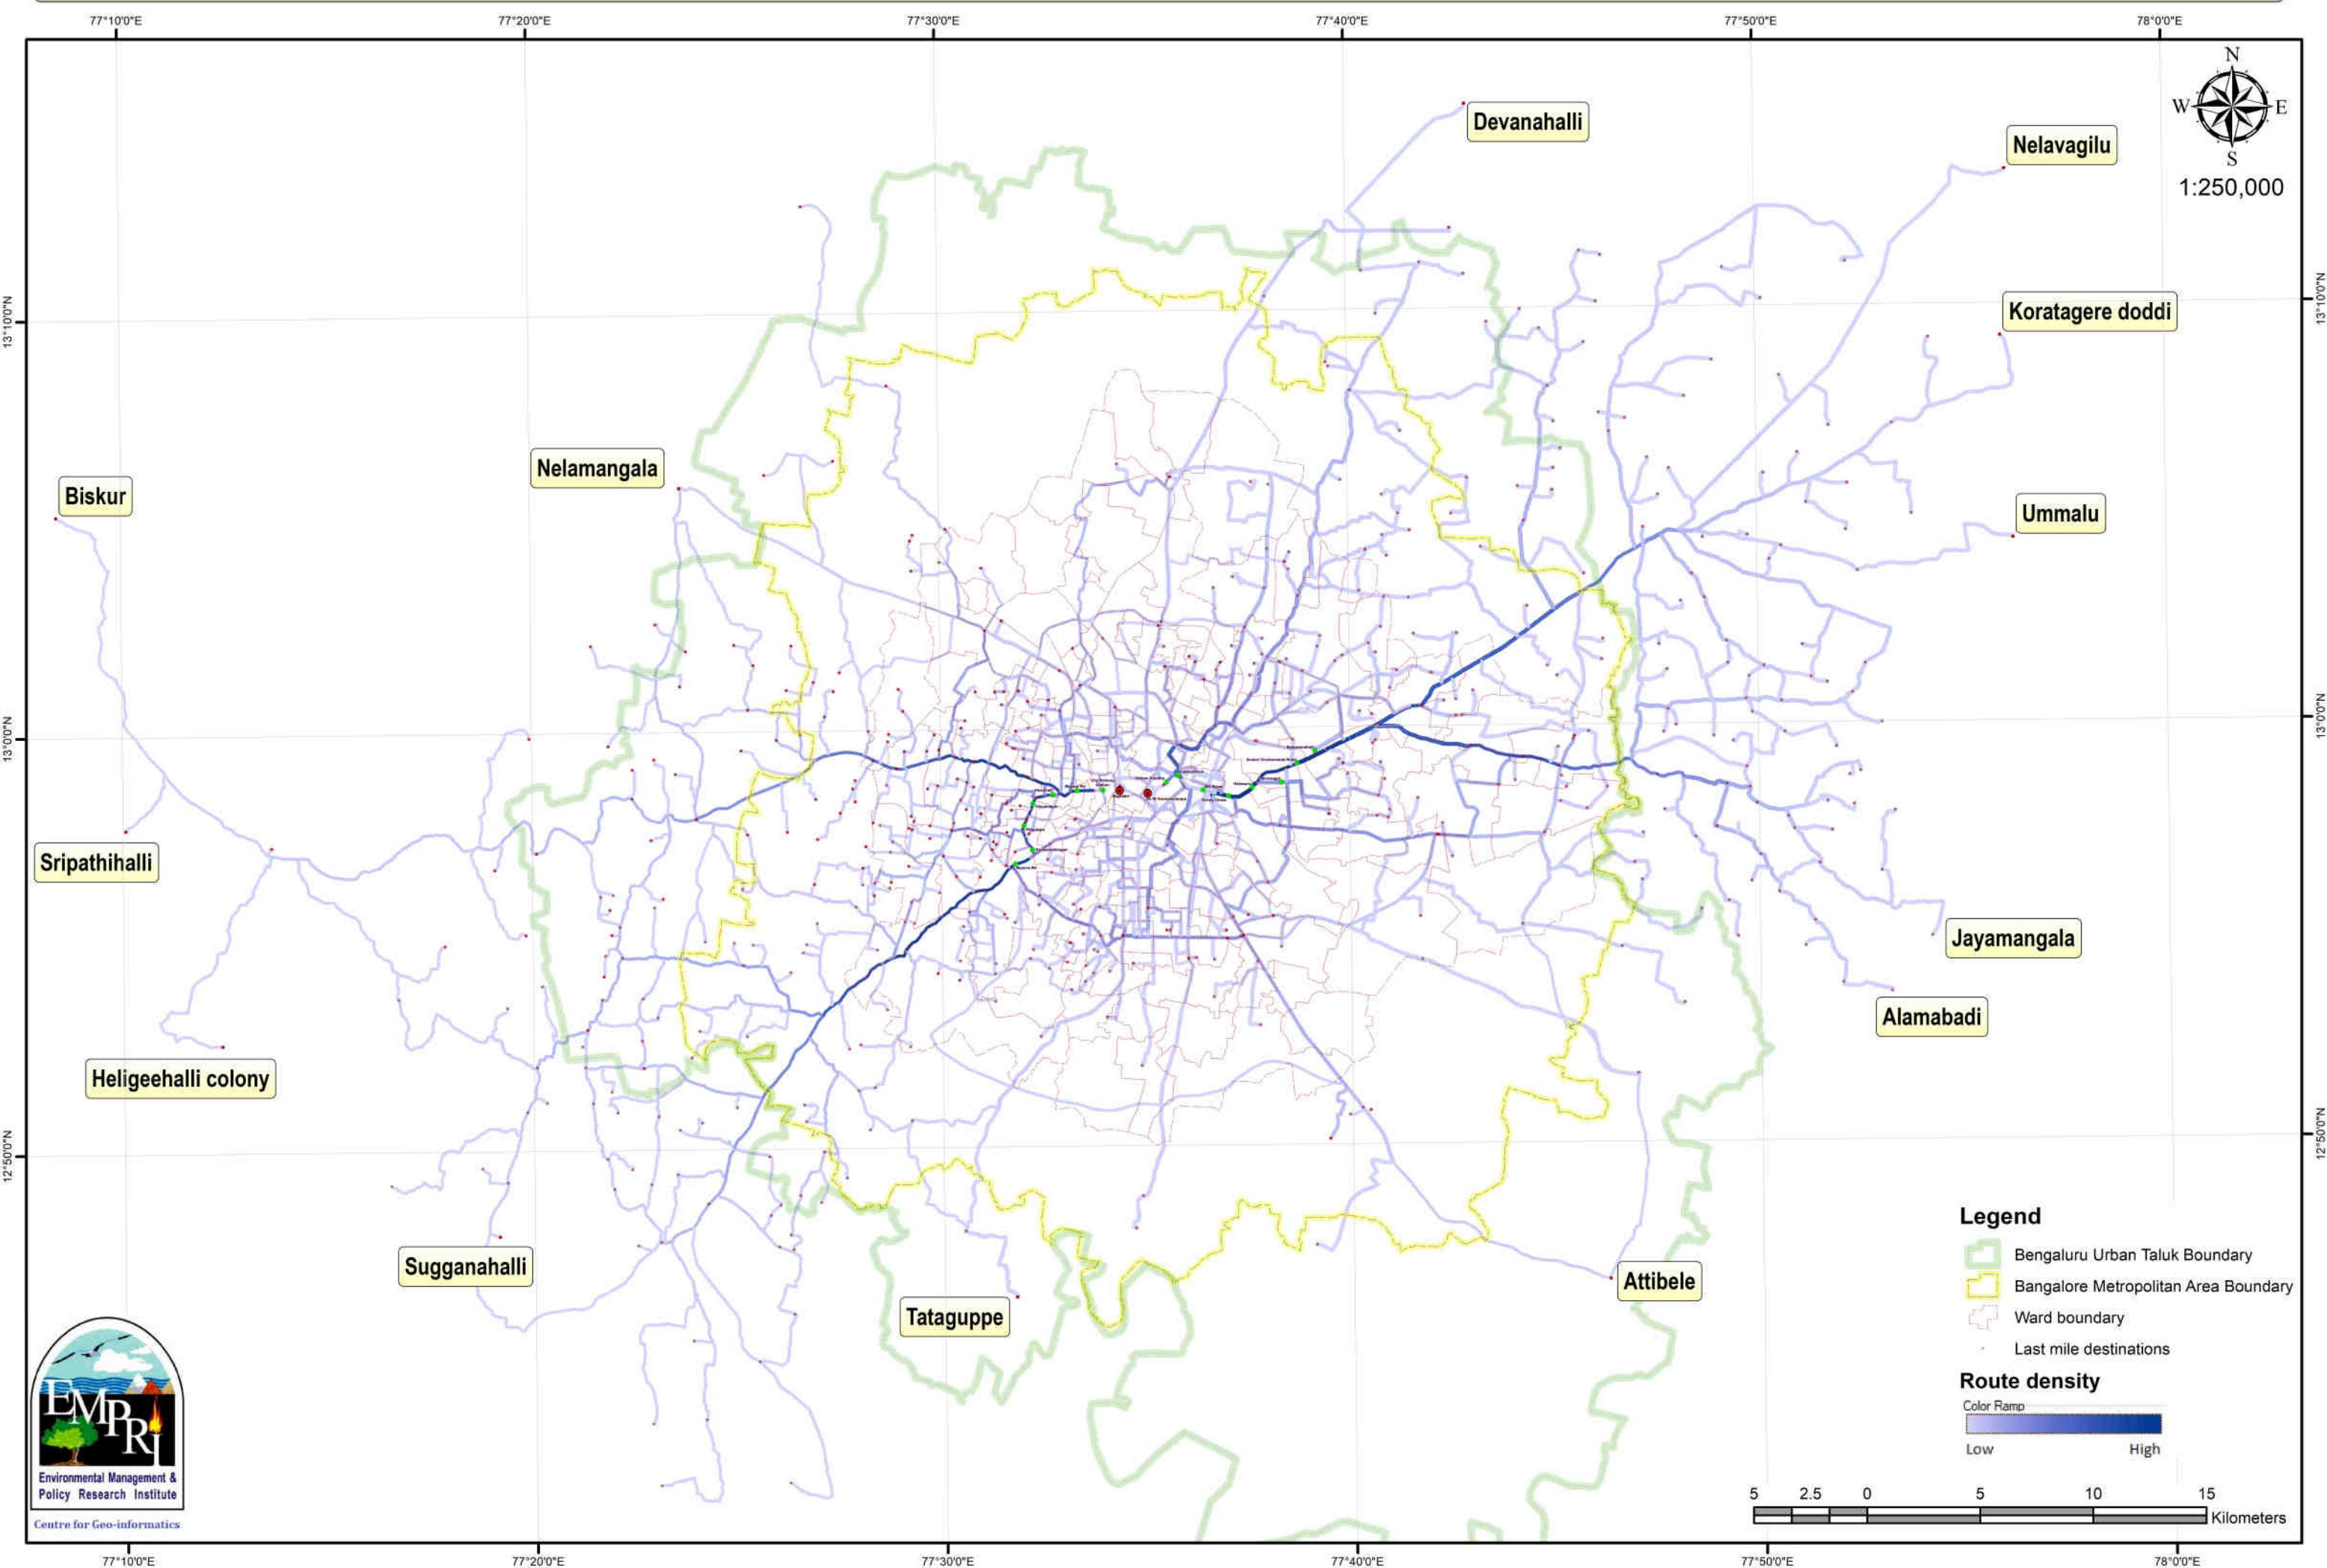 77°10'0"E
77°20'0"E
77°30'0"E
77°40'0"E
77°50'0"E
78°0'0"E
N
W E
S
1:250,000
Devanahalli
Nelavagilu
Koratagere doddi
13°10'0"N
13°10'0"N
Nelamangala
Biskur
Ummalu
13°0'0"N
13°0'0"N
Sripathihalli
Jayamangala
Alamabadi
Heligeehalli colony
12°50'0"N
12°50'0"N
Sugganahalli
Tataguppe
Attibele
Legend
Bengaluru Urban Taluk Boundary
Bangalore Metropolitan Area Boundary
Ward boundary
Last mile destinations
Route density
Color Ramp
Low High
5 2.5 0 5 10 15
Kilometers
EMPRI
Environmental Management &
Policy Research Institute
Centre for Geo-informatics
77°10'0"E
77°20'0"E
77°30'0"E
77°40'0"E
77°50'0"E
78°0'0"E